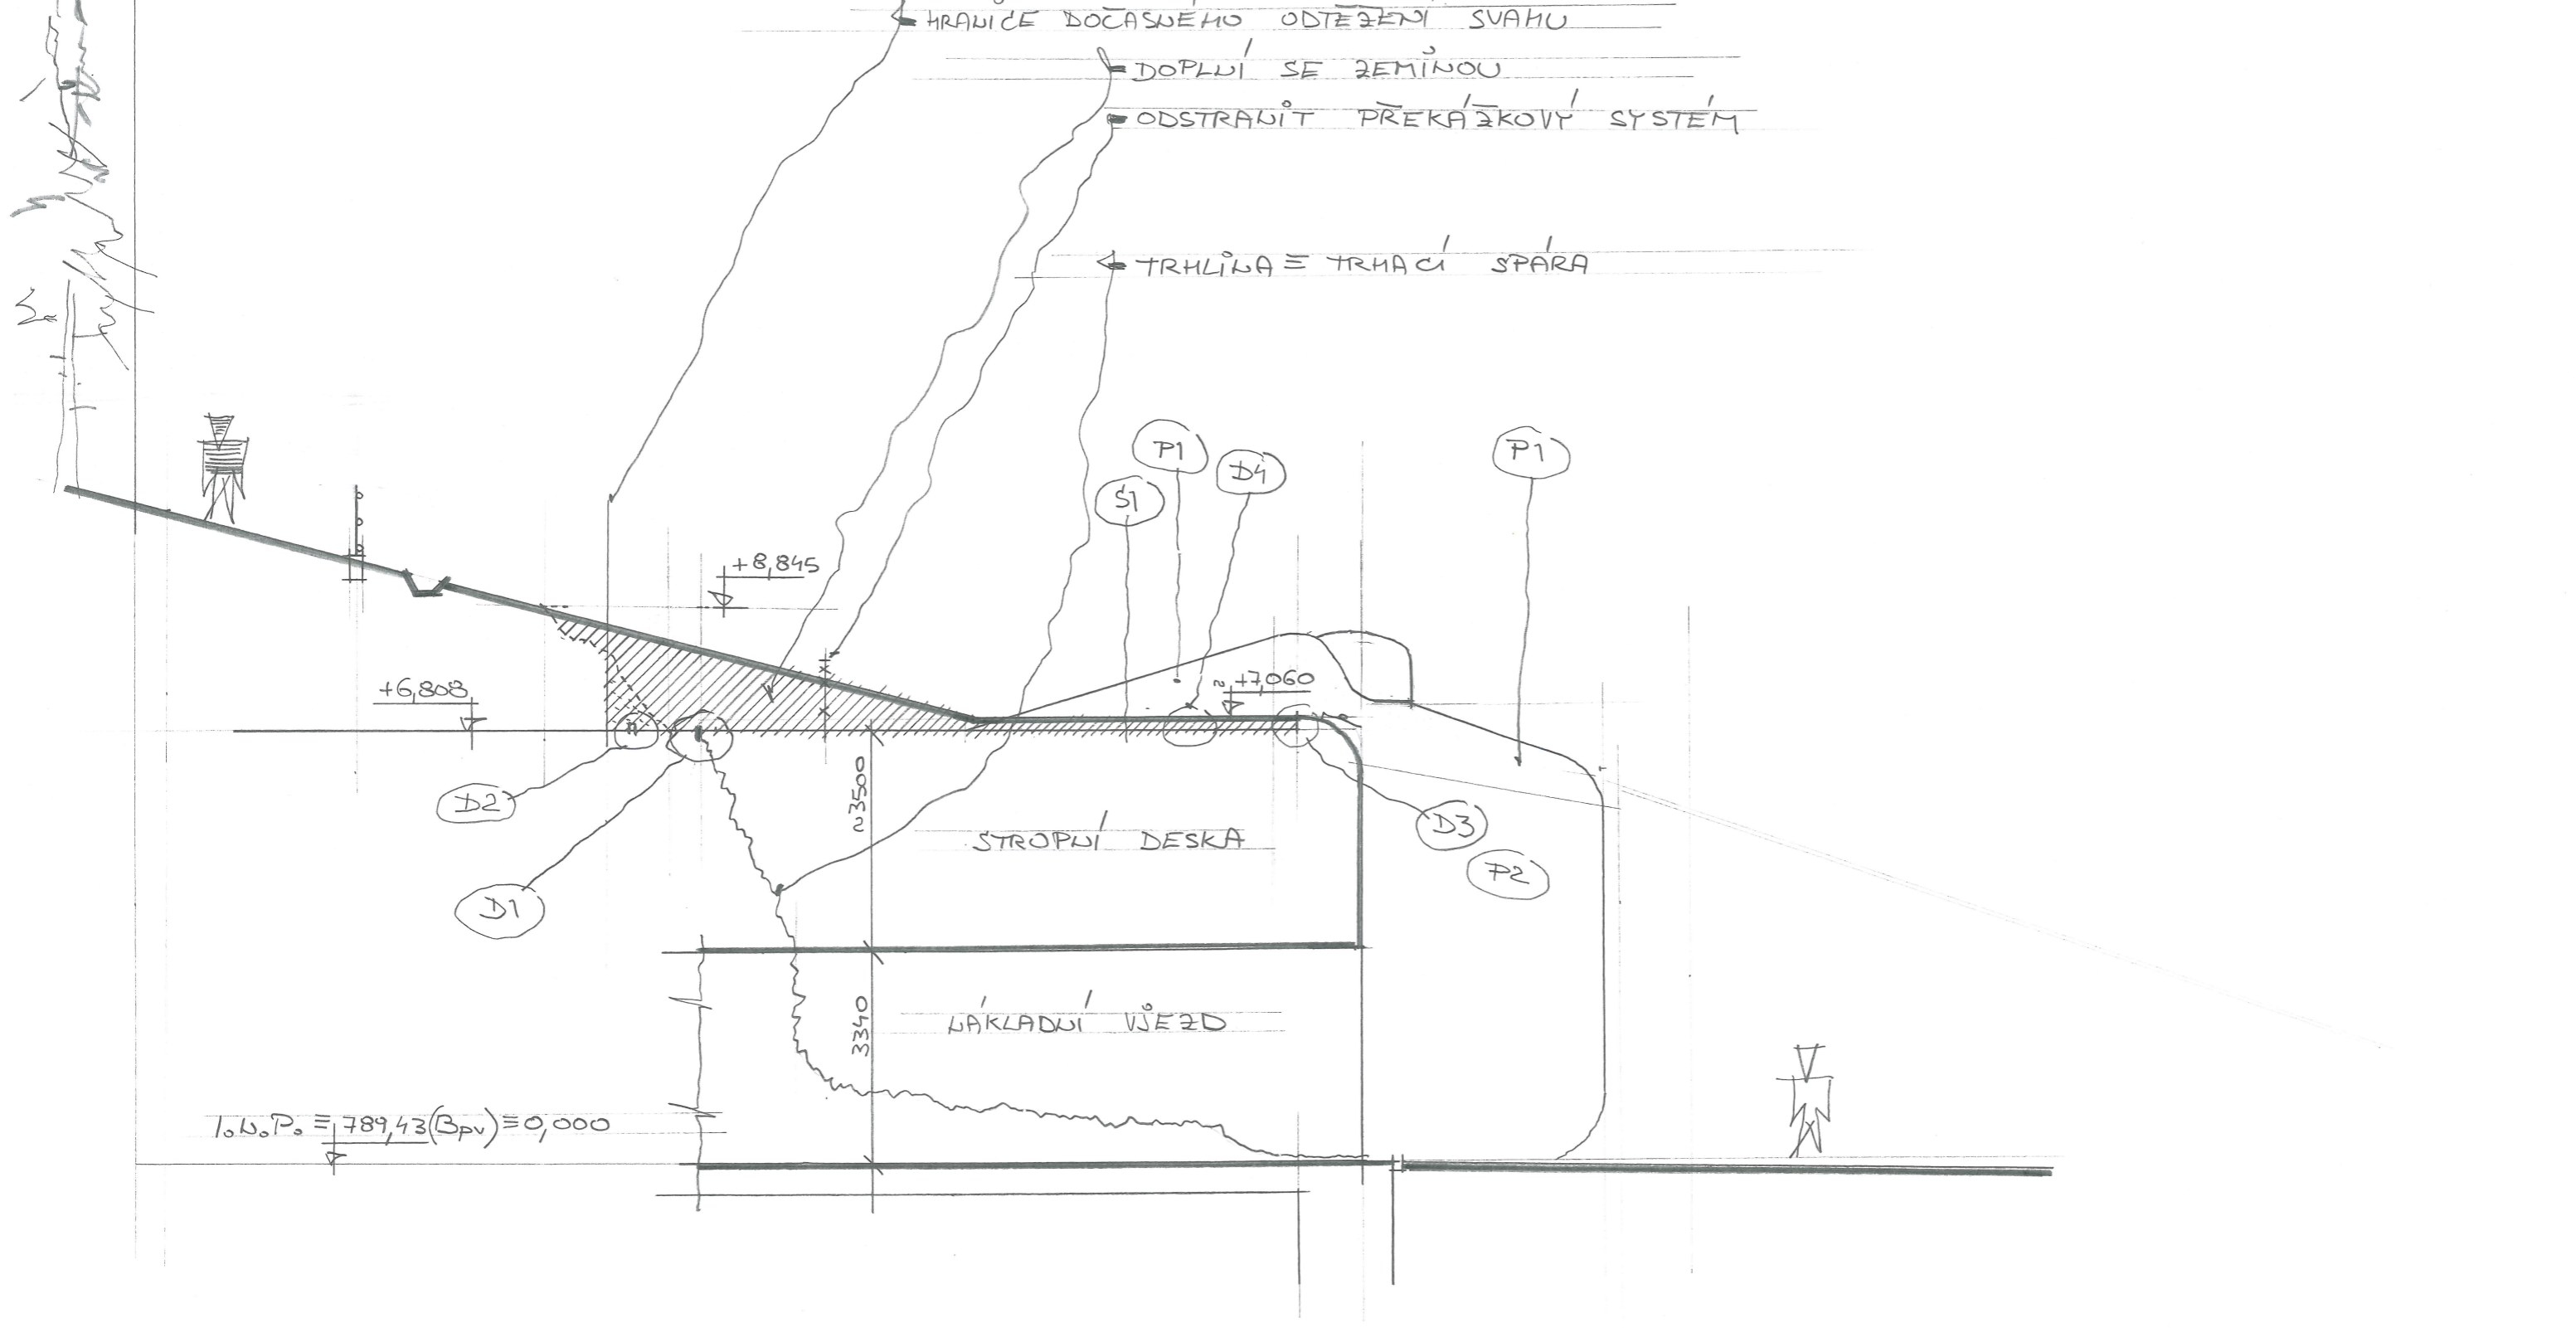 HRANICE DOČASNÉHO ODTĚŽENÍ SVAHU
DOPLNÍ SE ZEMINOU
ODSTRANIT PŘEKÁŽKOVÝ SYSTÉM
TRHLINA ≡ TRHACÍ SPÁRA
P1
P1
D4
S1
+8,845
+6,808
≈ +7,060
D2
D3
D1
P2
≈3500
STROPNÍ DESKA
3340
NÁKLADNÍ VJEZD
1.N.P. ≡ 789,43 (Bpv) ≡ 0,000